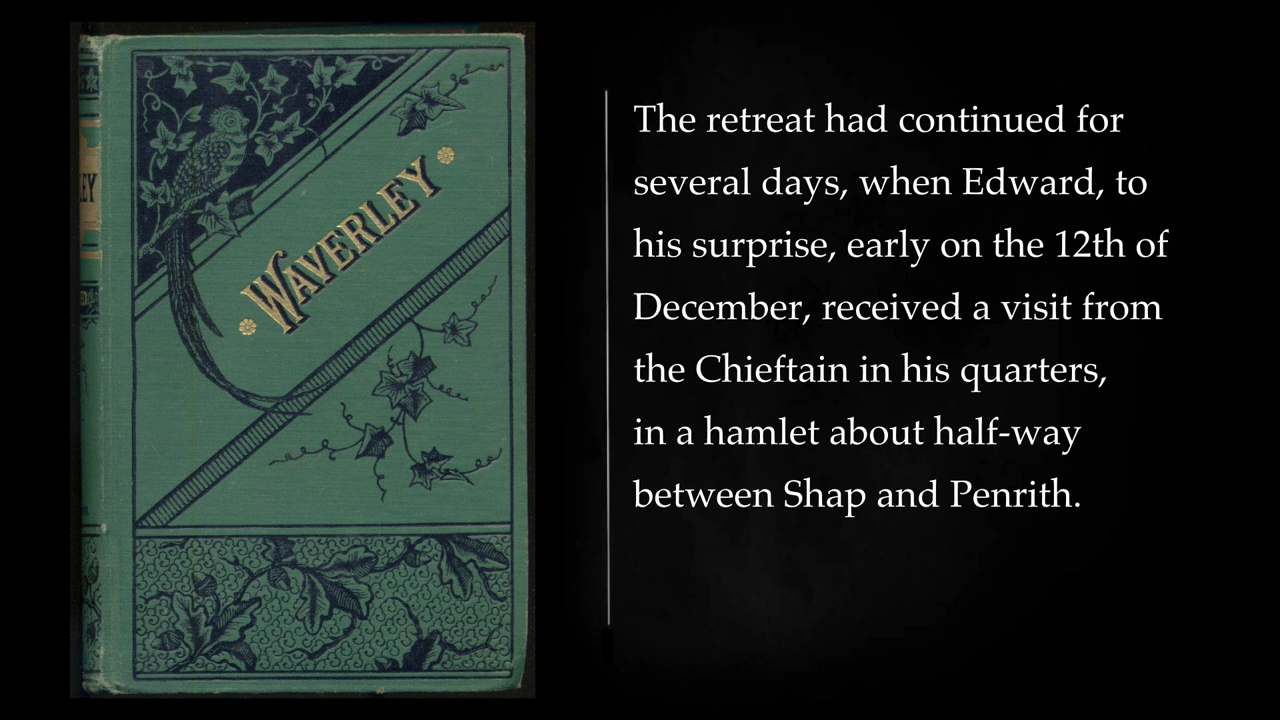 WAVERLEY
The retreat had continued for
several days, when Edward, to
his surprise, early on the 12th of
December, received a visit from
the Chieftain in his quarters,
in a hamlet about half-way
between Shap and Penrith.